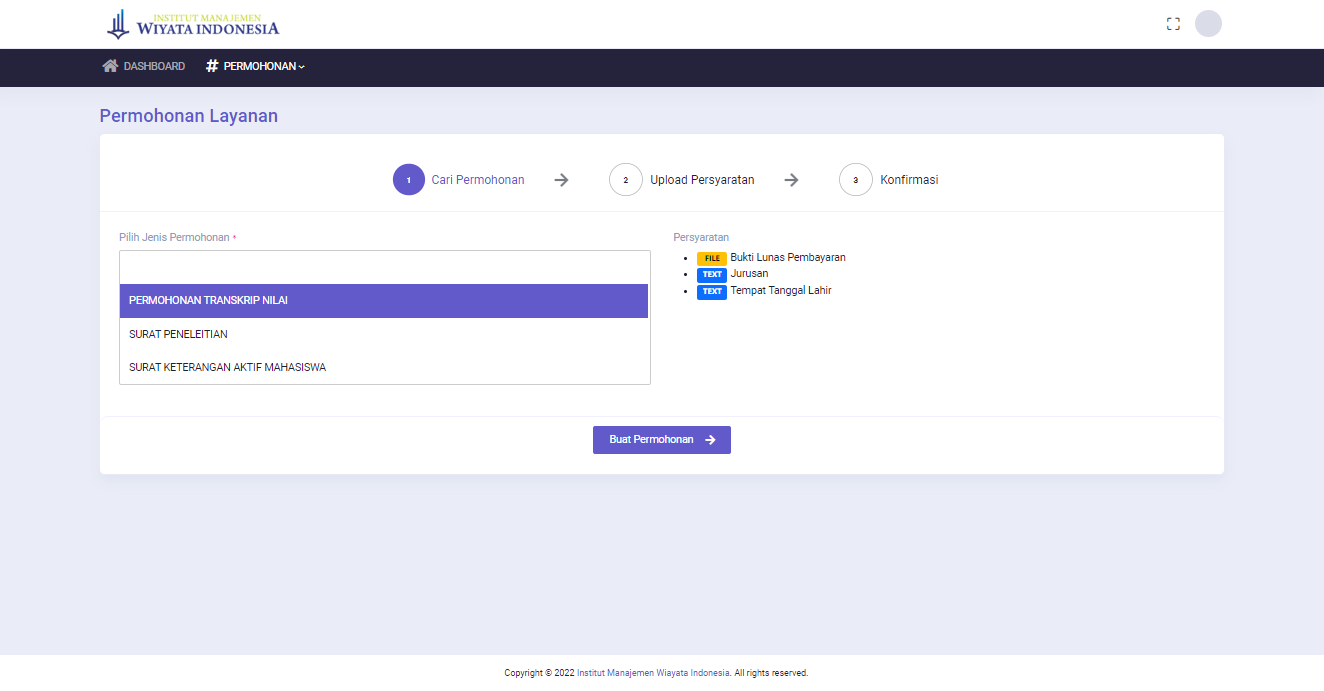 INSTITUT MANAJEMEN
WIYATA INDONESIA
DASHBOARD
PERMOHONAN
Permohonan Layanan
1 Cari Permohonan
2 Upload Persyaratan
3 Konfirmasi
Pilih Jenis Permohonan *
PERMOHONAN TRANSKRIP NILAI
SURAT PENELEITIAN
SURAT KETERANGAN AKTIF MAHASISWA
Persyaratan
FILE Bukti Lunas Pembayaran
TEXT Jurusan
TEXT Tempat Tanggal Lahir
Buat Permohonan
Copyright © 2022 Institut Manajemen Wiayata Indonesia. All rights reserved.